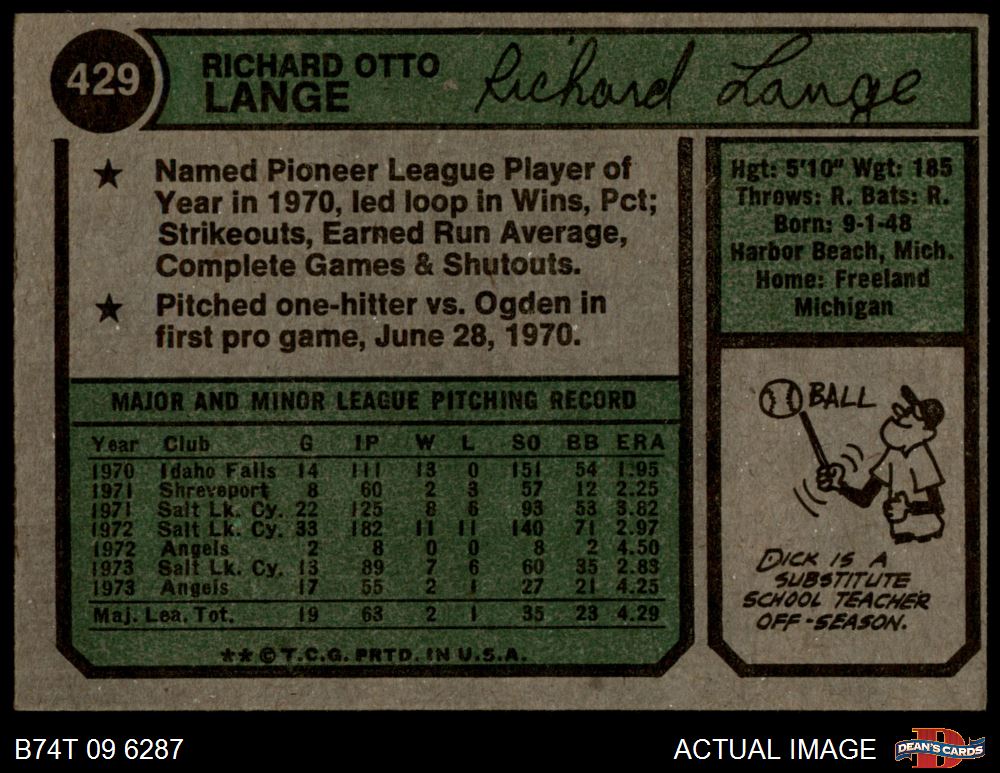 429
RICHARD OTTO
LANGE
Richard Lange
★ Named Pioneer League Player of
Year in 1970, led loop in Wins, Pct;
Strikeouts, Earned Run Average,
Complete Games & Shutouts.
★ Pitched one-hitter vs. Ogden in
first pro game, June 28, 1970.
Hgt: 5'10" Wgt: 185
Throws: R. Bats: R.
Born: 9-1-48
Harbor Beach, Mich.
Home: Freeland
Michigan
MAJOR AND MINOR LEAGUE PITCHING RECORD
Year Club G IP W L SO BB ERA
1970 Idaho Falls 14 111 13 0 151 54 1.95
1971 Shreveport 8 60 2 3 57 12 2.25
1971 Salt Lk. Cy. 22 125 8 6 93 53 3.82
1972 Salt Lk. Cy. 33 182 11 11 140 71 2.97
1972 Angels 2 8 0 0 8 2 4.50
1973 Salt Lk. Cy. 13 89 7 6 60 35 2.83
1973 Angels 17 55 2 1 27 21 4.25
Maj. Lea. Tot. 19 63 2 1 35 23 4.29
** © T.C.G. PRTD. IN U.S.A.
BALL
DICK IS A
SUBSTITUTE
SCHOOL TEACHER
OFF-SEASON.
B74T 09 6287
ACTUAL IMAGE
D
DEAN'S CARDS